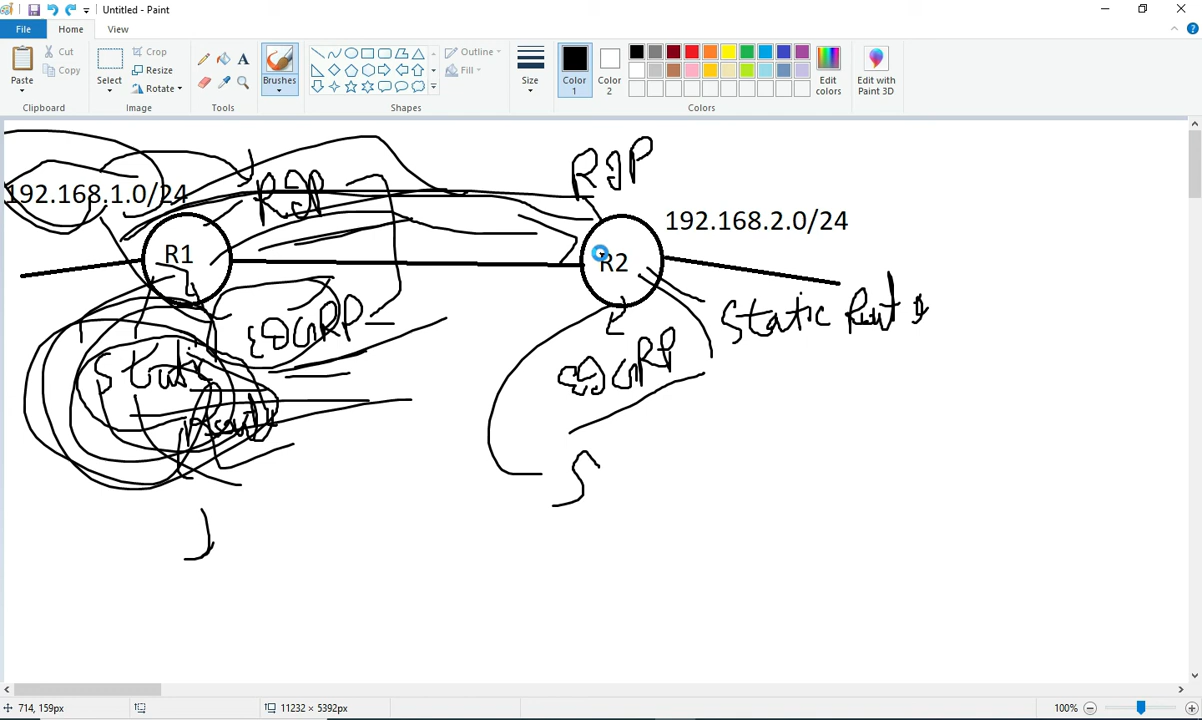 Untitled - Paint
File
Home
View
Paste
Cut
Copy
Clipboard
Select
Crop
Resize
Rotate
Image
Tools
Brushes
Outline
Fill
Shapes
Size
Color
1
Color
2
Edit
colors
Edit with
Paint 3D
Colors
RIP
192.168.1.0/24
RIP
192.168.2.0/24
R1
R2
EIGRP
Static Rout
EIGRP
Static
Rout
714, 159px
11232 × 5392px
100%